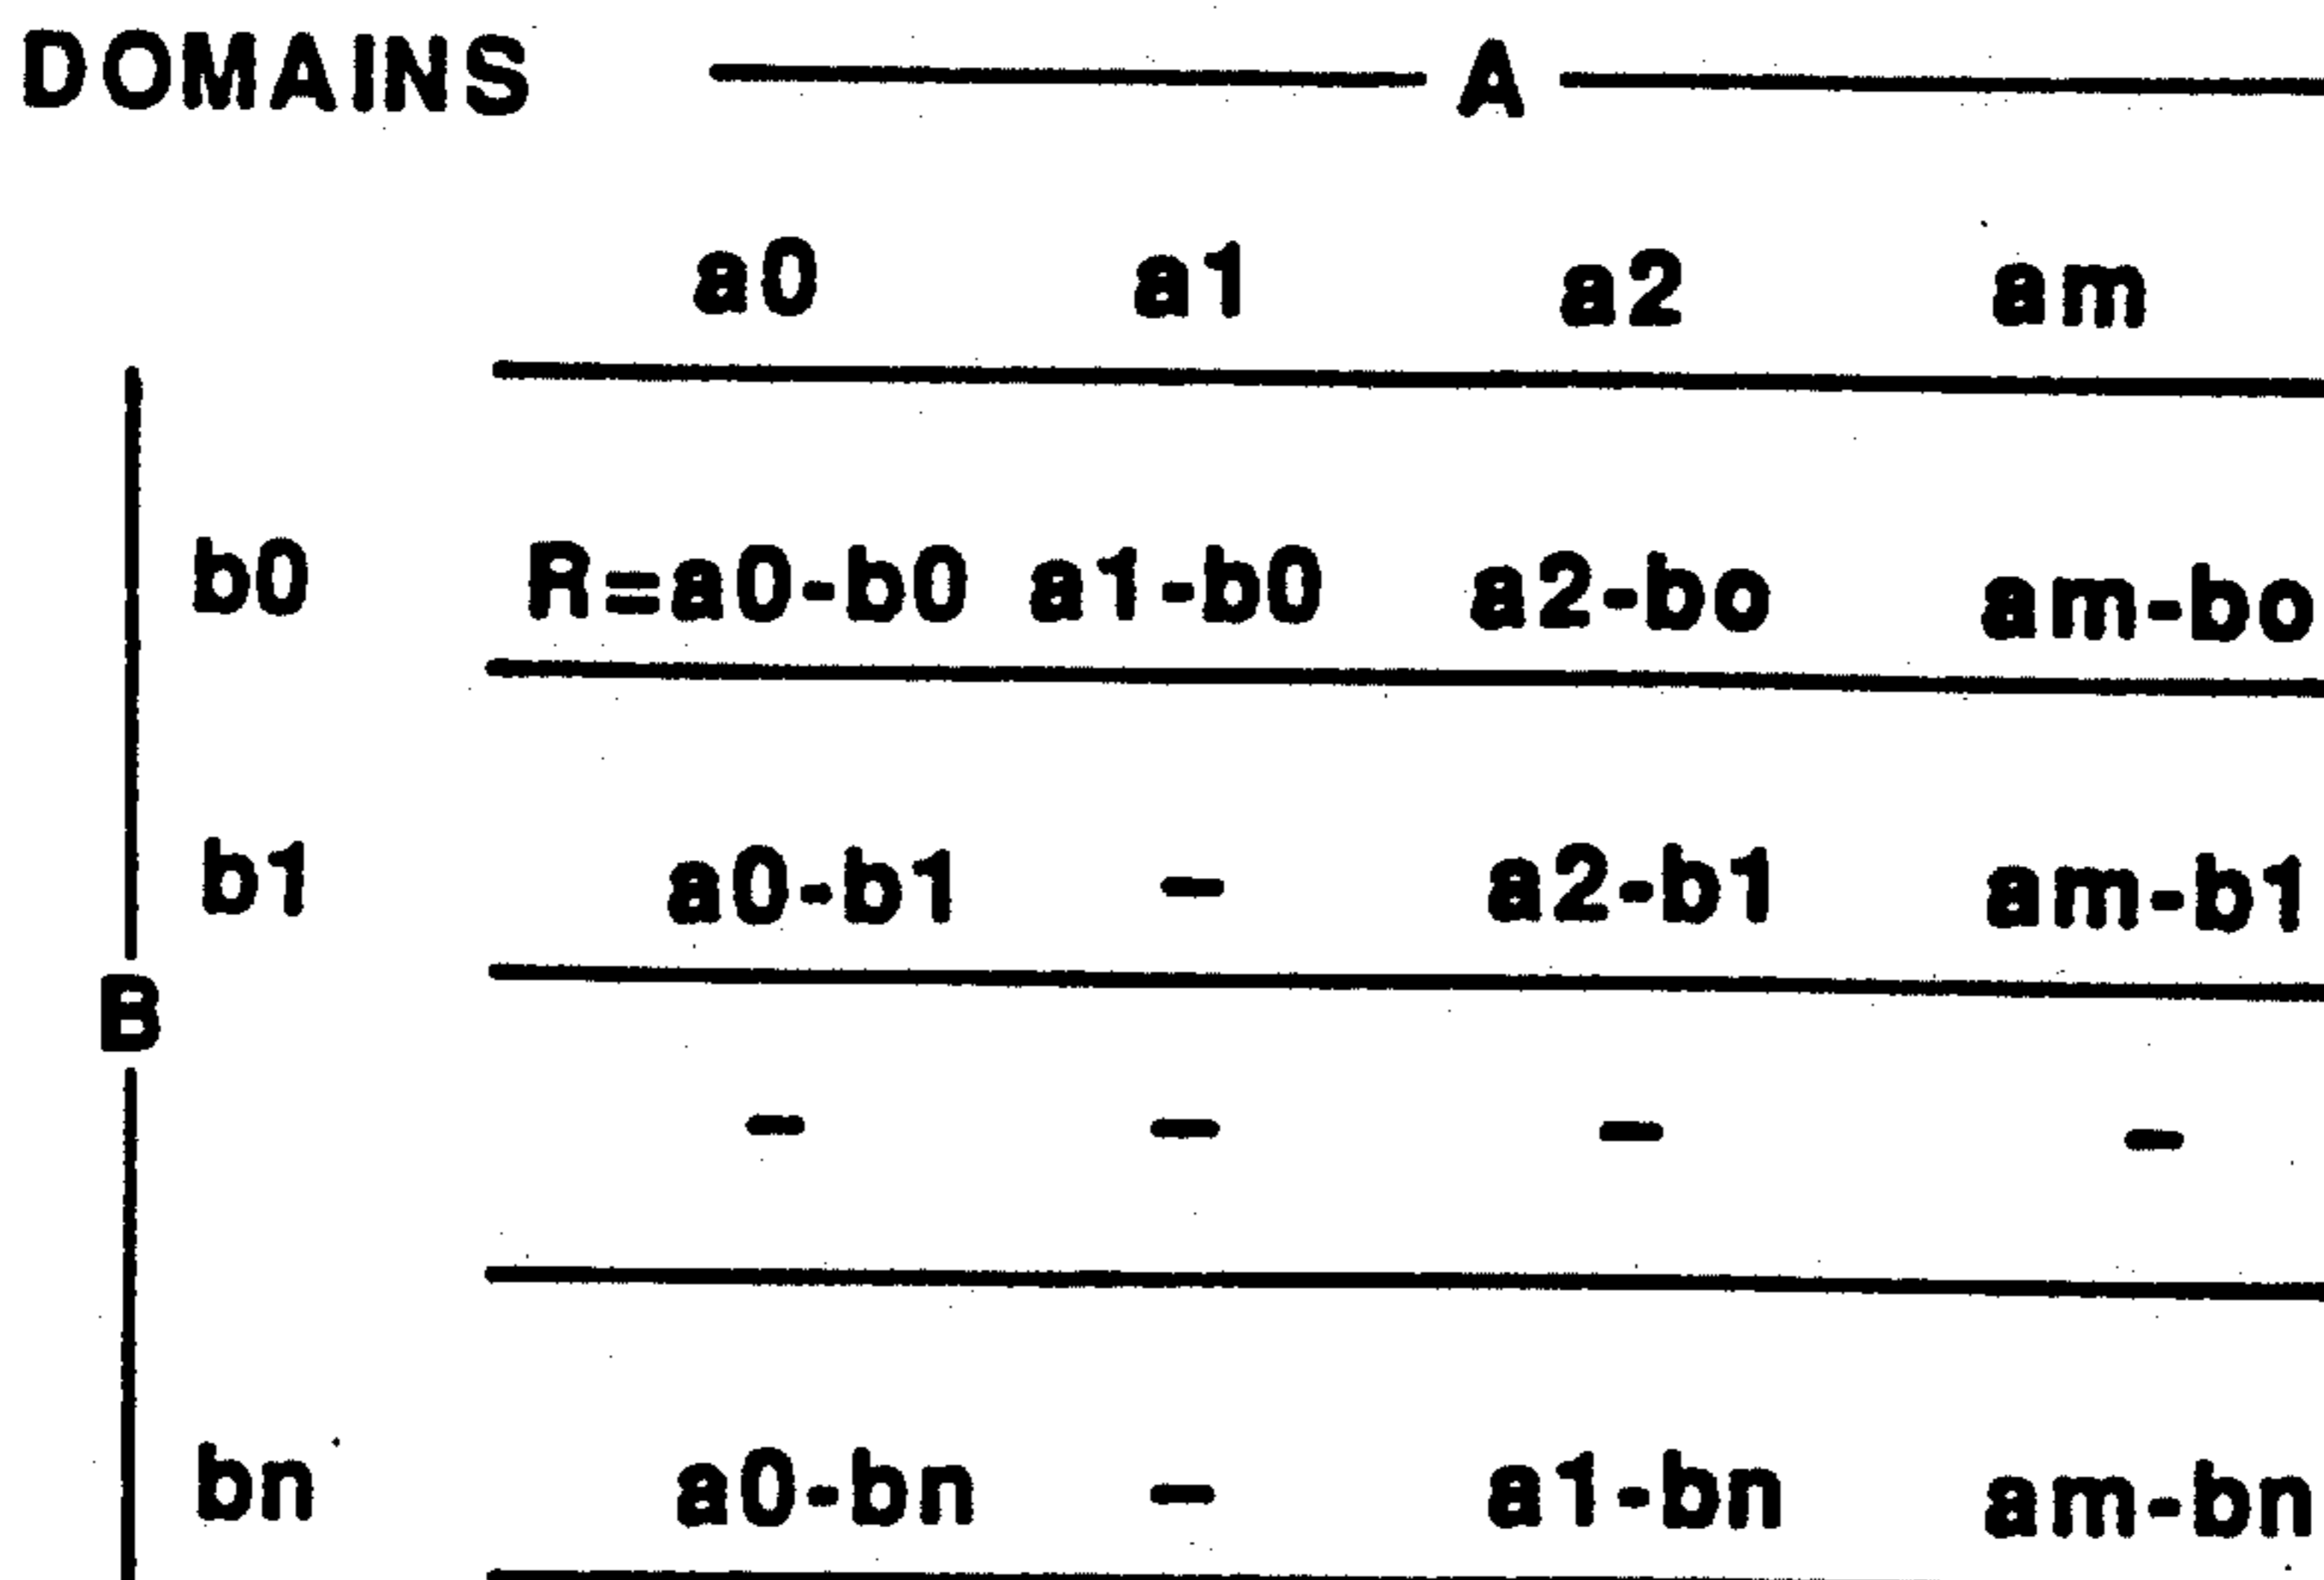 DOMAINS A
a0 a1 a2 am
b0 R=a0-b0 a1-b0 a2-bo am-bo
b1 a0-b1 - a2-b1 am-b1
B
- - - -
bn a0-bn - a1-bn am-bn